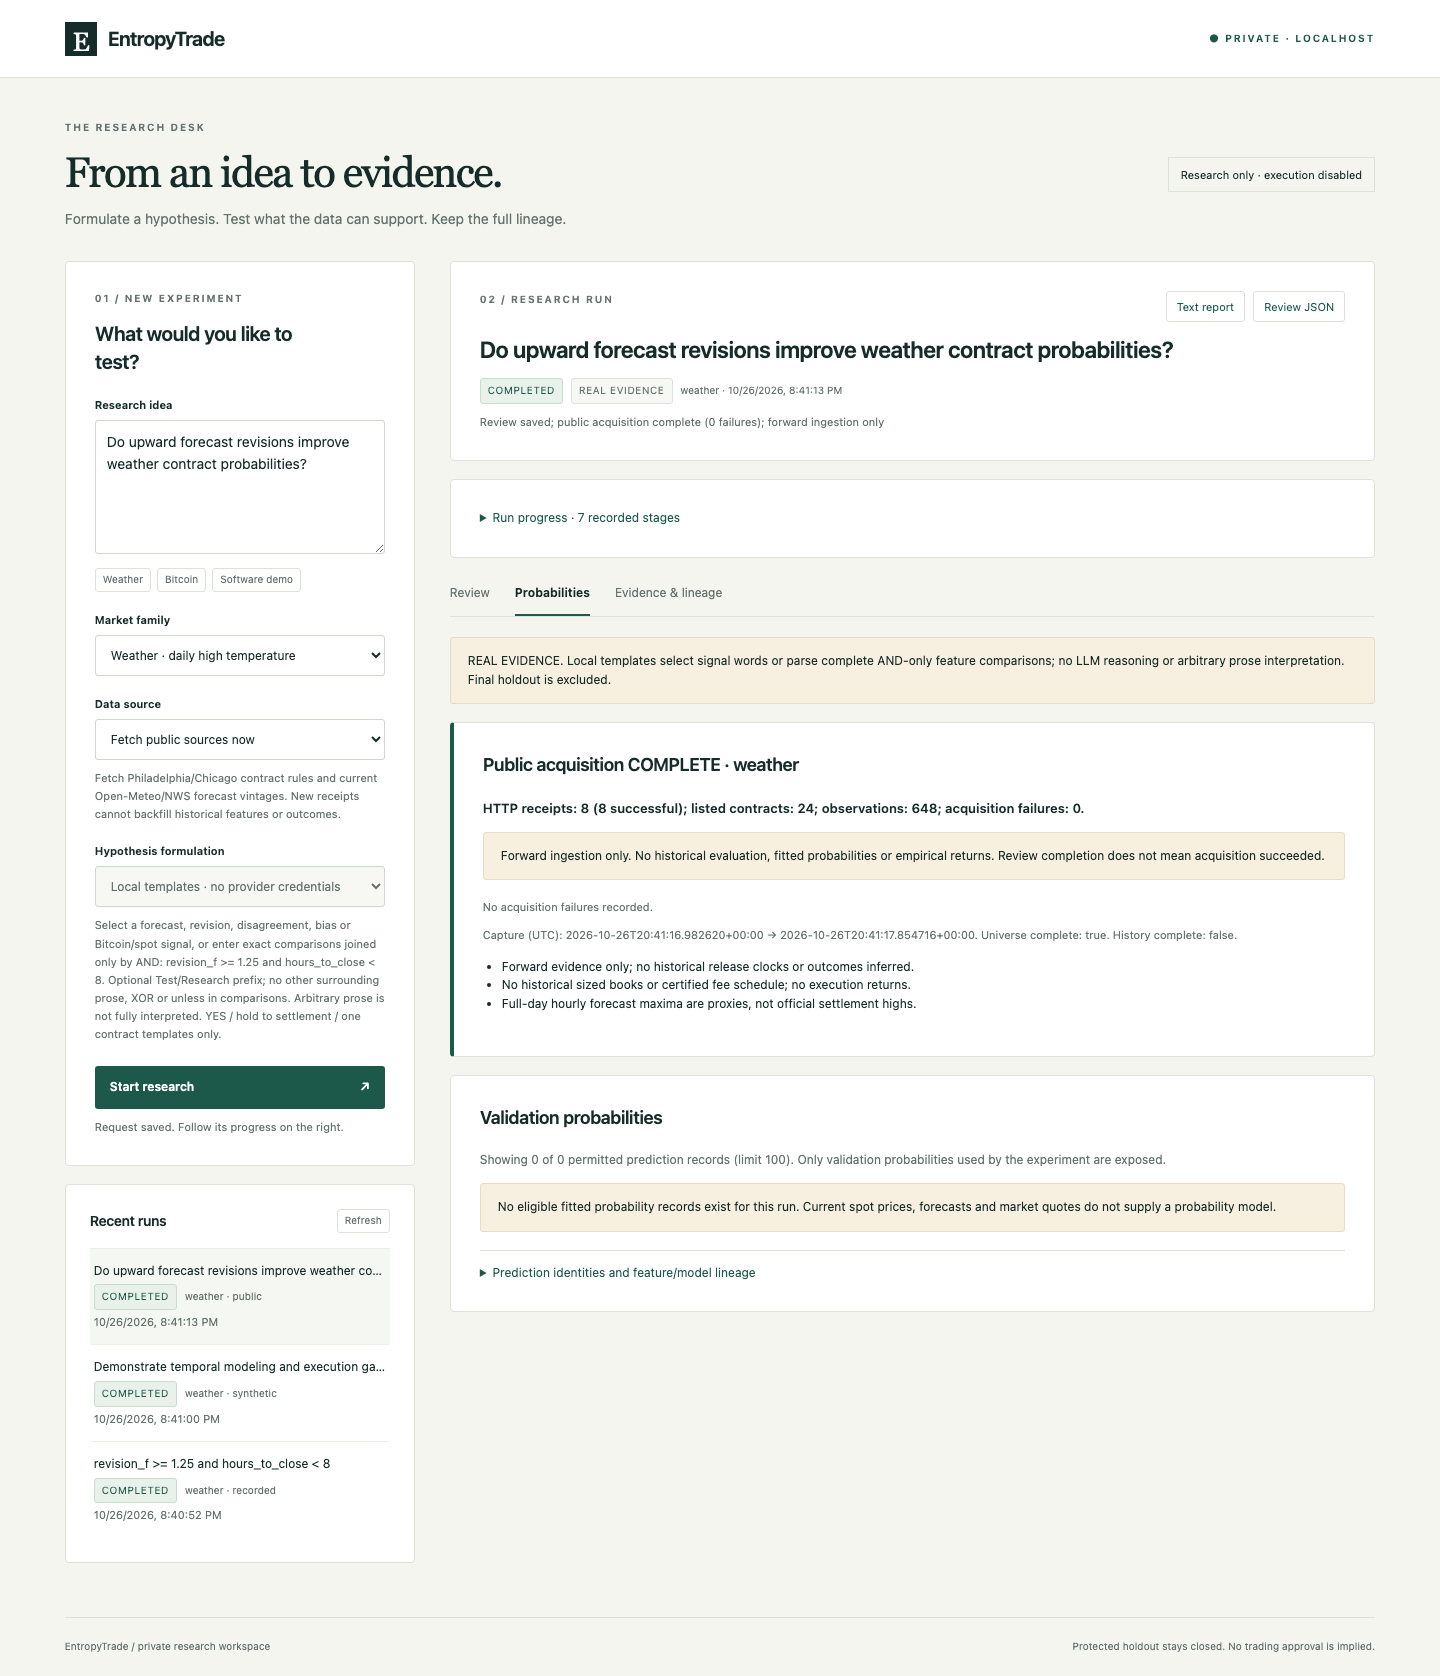 E EntropyTrade
PRIVATE · LOCALHOST
THE RESEARCH DESK
From an idea to evidence.
Research only · execution disabled
Formulate a hypothesis. Test what the data can support. Keep the full lineage.
01 / NEW EXPERIMENT
What would you like to
test?
Research idea
Do upward forecast revisions improve
weather contract probabilities?
Weather
Bitcoin
Software demo
Market family
Weather · daily high temperature
Data source
Fetch public sources now
Fetch Philadelphia/Chicago contract rules and current
Open-Meteo/NWS forecast vintages. New receipts
cannot backfill historical features or outcomes.
Hypothesis formulation
Local templates · no provider credentials
Select a forecast, revision, disagreement, bias or
Bitcoin/spot signal, or enter exact comparisons joined
only by AND: revision_f >= 1.25 and hours_to_close <
8. Optional Test/Research prefix; no other surrounding
prose, XOR or unless in comparisons. Arbitrary prose is
not fully interpreted. YES / hold to settlement / one
contract templates only.
Start research ↗
Request saved. Follow its progress on the right.
Recent runs
Refresh
Do upward forecast revisions improve weather co...
COMPLETED weather · public
10/26/2026, 8:41:13 PM
Demonstrate temporal modeling and execution ga...
COMPLETED weather · synthetic
10/26/2026, 8:41:00 PM
revision_f >= 1.25 and hours_to_close < 8
COMPLETED weather · recorded
10/26/2026, 8:40:52 PM
02 / RESEARCH RUN
Text report
Review JSON
Do upward forecast revisions improve weather contract probabilities?
COMPLETED REAL EVIDENCE weather · 10/26/2026, 8:41:13 PM
Review saved; public acquisition complete (0 failures); forward ingestion only
▶ Run progress · 7 recorded stages
Review
Probabilities
Evidence & lineage
REAL EVIDENCE. Local templates select signal words or parse complete AND-only feature comparisons; no LLM reasoning or arbitrary prose interpretation.
Final holdout is excluded.
Public acquisition COMPLETE · weather
HTTP receipts: 8 (8 successful); listed contracts: 24; observations: 648; acquisition failures: 0.
Forward ingestion only. No historical evaluation, fitted probabilities or empirical returns. Review completion does not mean acquisition succeeded.
No acquisition failures recorded.
Capture (UTC): 2026-10-26T20:41:16.982620+00:00 → 2026-10-26T20:41:17.854716+00:00. Universe complete: true. History complete: false.
• Forward evidence only; no historical release clocks or outcomes inferred.
• No historical sized books or certified fee schedule; no execution returns.
• Full-day hourly forecast maxima are proxies, not official settlement highs.
Validation probabilities
Showing 0 of 0 permitted prediction records (limit 100). Only validation probabilities used by the experiment are exposed.
No eligible fitted probability records exist for this run. Current spot prices, forecasts and market quotes do not supply a probability model.
▶ Prediction identities and feature/model lineage
EntropyTrade / private research workspace
Protected holdout stays closed. No trading approval is implied.